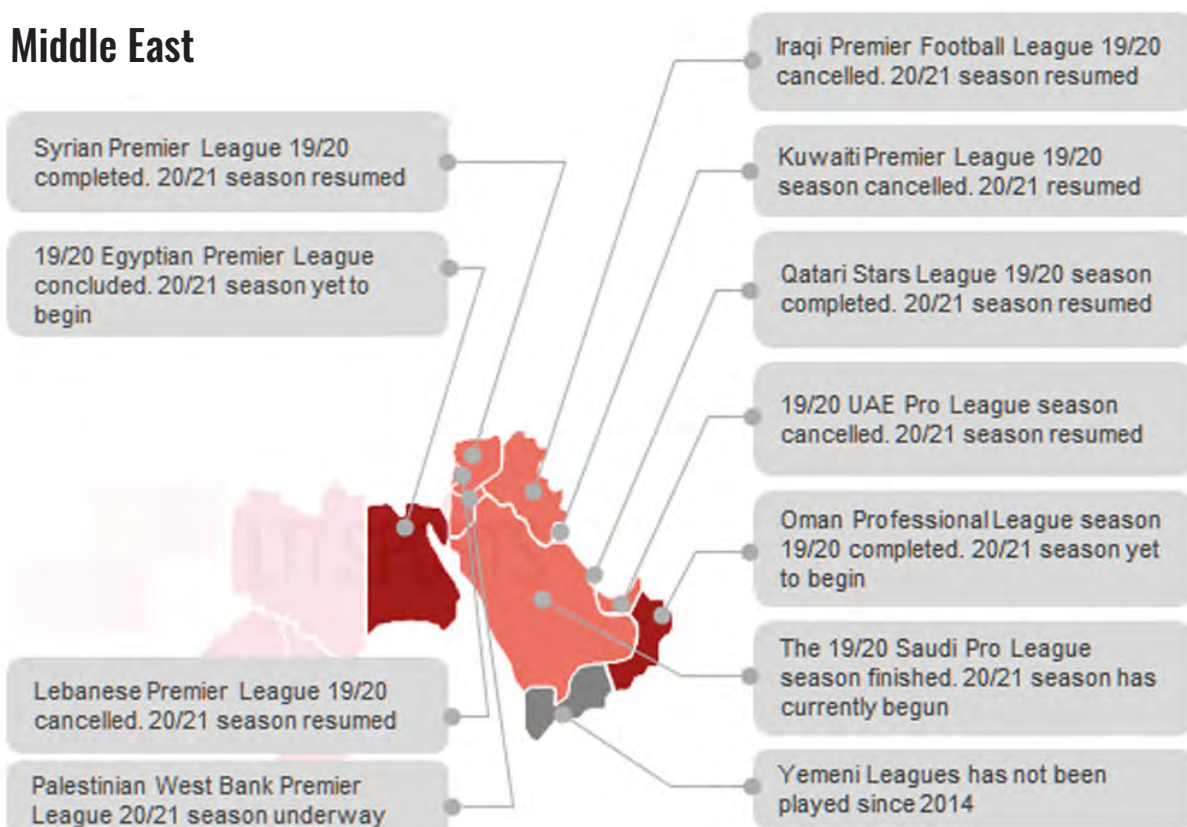 Middle East
Syrian Premier League 19/20
completed. 20/21 season resumed
19/20 Egyptian Premier League
concluded. 20/21 season yet to
begin
Lebanese Premier League 19/20
cancelled. 20/21 season resumed
Palestinian West Bank Premier
League 20/21 season underway
Iraqi Premier Football League 19/20
cancelled. 20/21 season resumed
Kuwaiti Premier League 19/20
season cancelled. 20/21 resumed
Qatari Stars League 19/20 season
completed. 20/21 season resumed
19/20 UAE Pro League season
cancelled. 20/21 season resumed
Oman Professional League season
19/20 completed. 20/21 season yet
to begin
The 19/20 Saudi Pro League
season finished. 20/21 season has
currently begun
Yemeni Leagues has not been
played since 2014